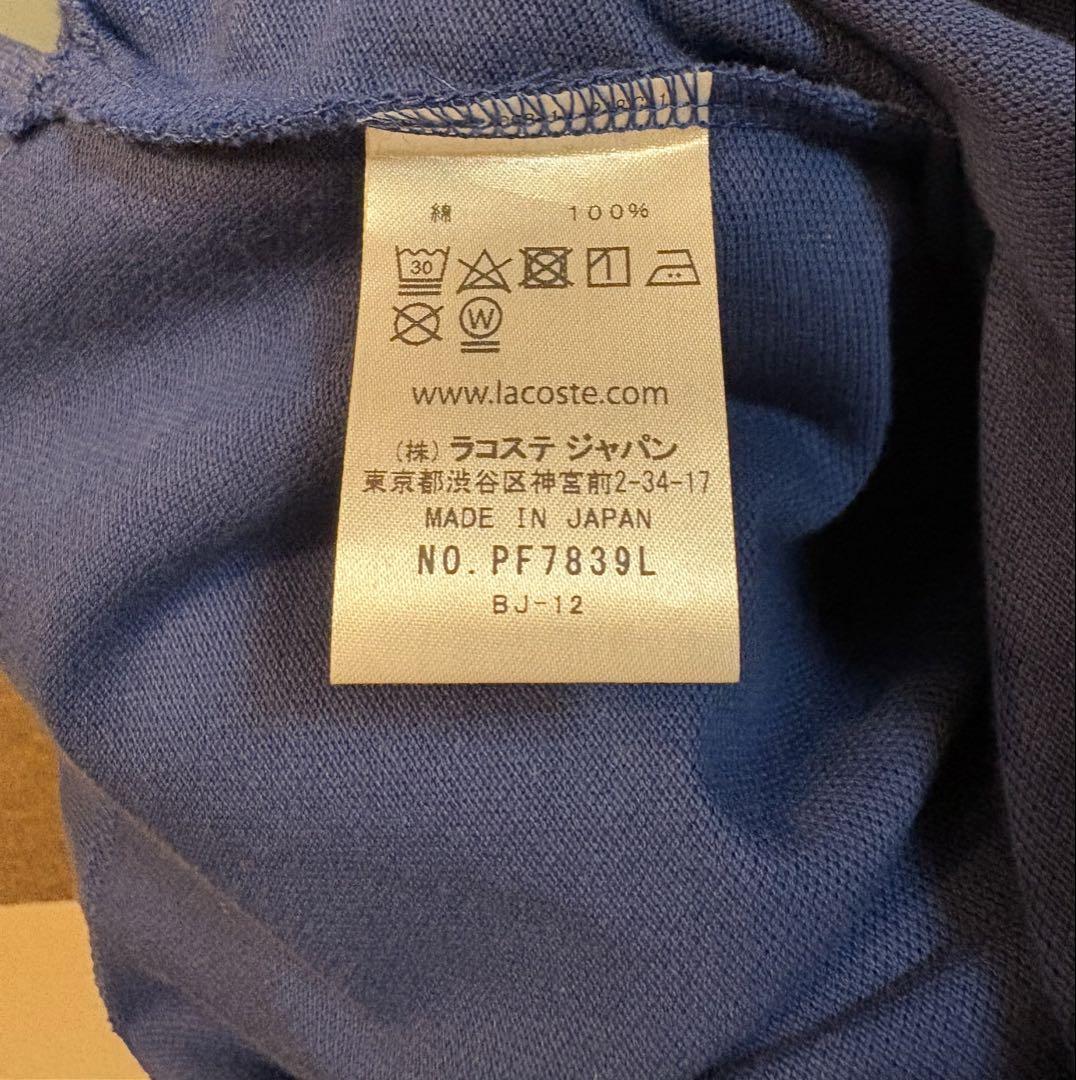 綿 100%
30
W
www.lacoste.com
(株) ラコステ ジャパン
東京都渋谷区神宮前2-34-17
MADE IN JAPAN
NO. PF7839L
BJ-12